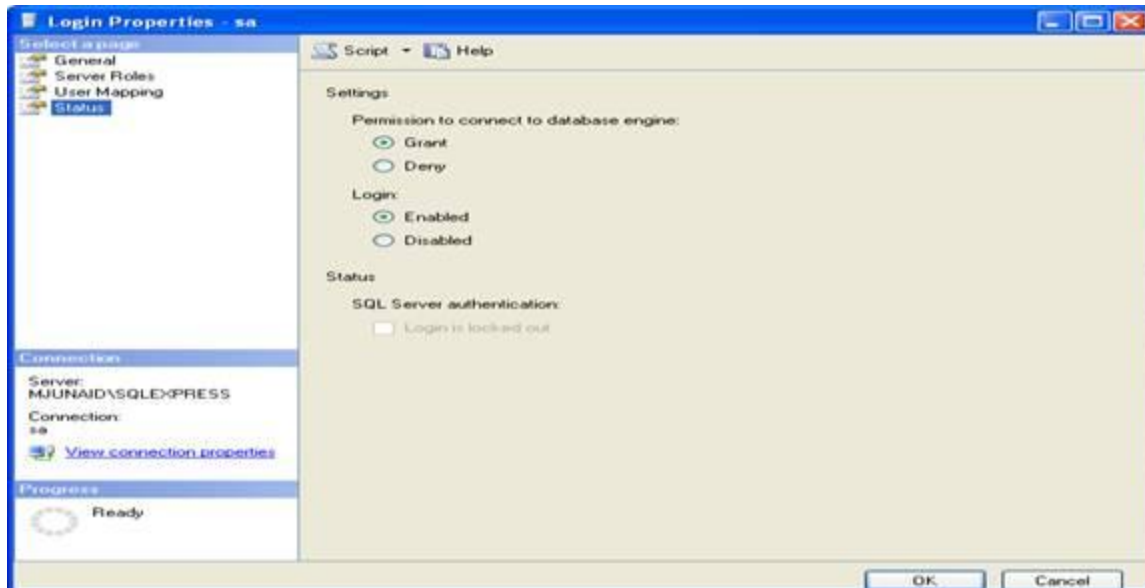 Login Properties - sa
Select a page
General
Server Roles
User Mapping
Status
Script
Help
Settings
Permission to connect to database engine:
Grant
Deny
Login:
Enabled
Disabled
Status
SQL Server authentication:
Login is locked out
Connection
Server:
MJUNAID\SQLEXPRESS
Connection:
sa
View connection properties
Progress
Ready
OK
Cancel